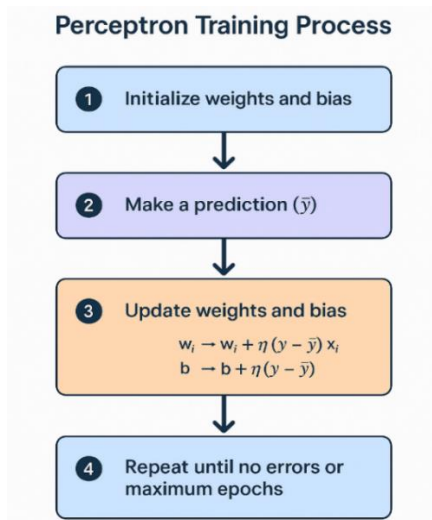 Perceptron Training Process
1 Initialize weights and bias
2 Make a prediction (ȳ)
3 Update weights and bias
wᵢ → wᵢ + η (y − ȳ) xᵢ
b → b + η (y − ȳ)
4 Repeat until no errors or
maximum epochs